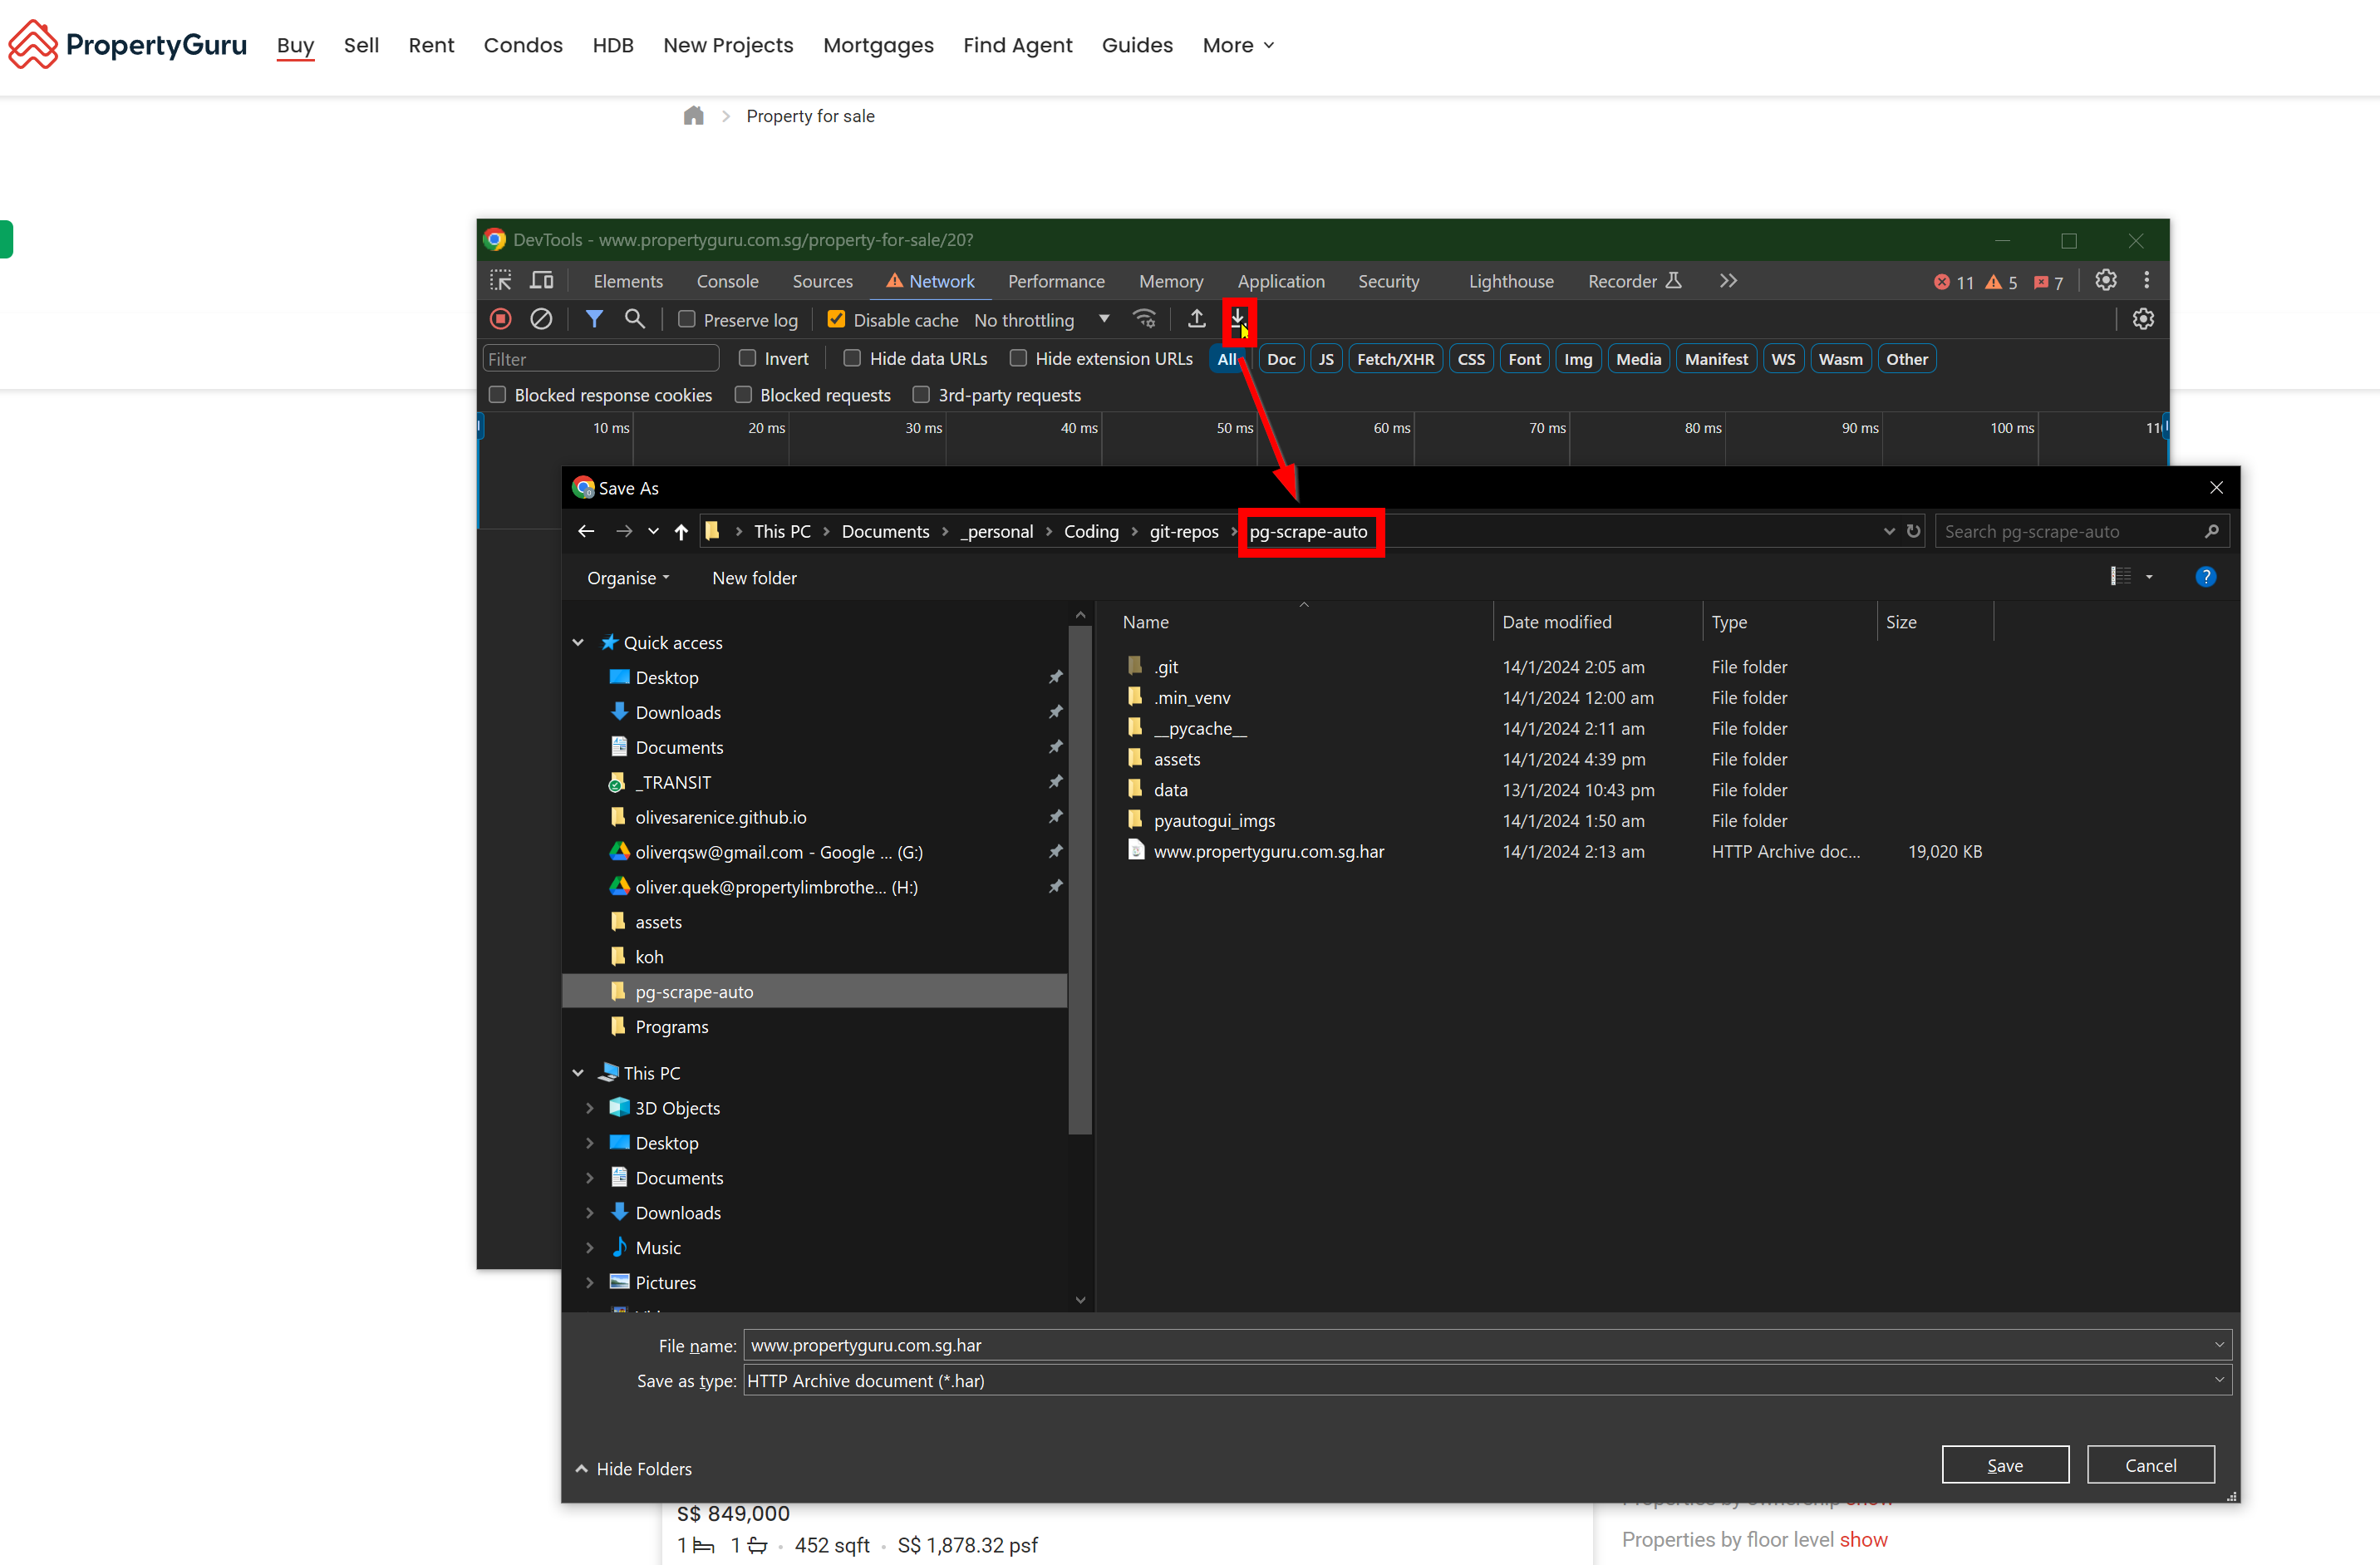 PropertyGuru Buy Sell Rent Condos HDB New Projects Mortgages Find Agent Guides More
Property for sale
DevTools - www.propertyguru.com.sg/property-for-sale/20?
Elements Console Sources Network Performance Memory Application Security Lighthouse Recorder 11 5 7
Preserve log Disable cache No throttling
Filter Invert Hide data URLs Hide extension URLs All Doc JS Fetch/XHR CSS Font Img Media Manifest WS Wasm Other
Blocked response cookies Blocked requests 3rd-party requests
10 ms 20 ms 30 ms 40 ms 50 ms 60 ms 70 ms 80 ms 90 ms 100 ms
Save As
This PC Documents _personal Coding git-repos pg-scrape-auto Search pg-scrape-auto
Organise New folder
Name Date modified Type Size
Quick access
Desktop
Downloads
Documents
_TRANSIT
olivesarenice.github.io
oliverqsw@gmail.com - Google ... (G:)
oliver.quek@propertylimbrothe... (H:)
assets
koh
pg-scrape-auto
Programs
This PC
3D Objects
Desktop
Documents
Downloads
Music
Pictures
.git 14/1/2024 2:05 am File folder
.min_venv 14/1/2024 12:00 am File folder
__pycache__ 14/1/2024 2:11 am File folder
assets 14/1/2024 4:39 pm File folder
data 13/1/2024 10:43 pm File folder
pyautogui_imgs 14/1/2024 1:50 am File folder
www.propertyguru.com.sg.har 14/1/2024 2:13 am HTTP Archive doc... 19,020 KB
File name: www.propertyguru.com.sg.har
Save as type: HTTP Archive document (*.har)
Hide Folders Save Cancel
S$ 849,000
1 1 · 452 sqft · S$ 1,878.32 psf
Properties by floor level show